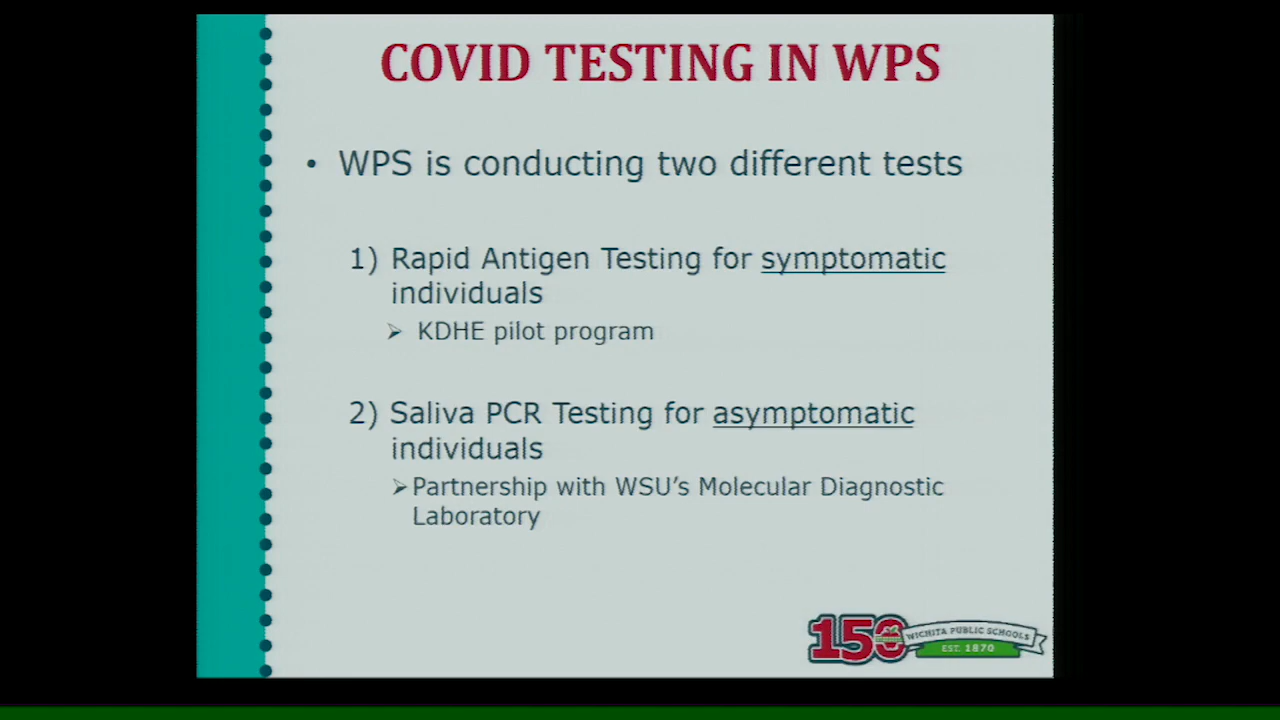 COVID TESTING IN WPS
• WPS is conducting two different tests
1) Rapid Antigen Testing for symptomatic
individuals
➢ KDHE pilot program
2) Saliva PCR Testing for asymptomatic
individuals
➢Partnership with WSU’s Molecular Diagnostic
Laboratory
150
WICHITA PUBLIC SCHOOLS
EST. 1870